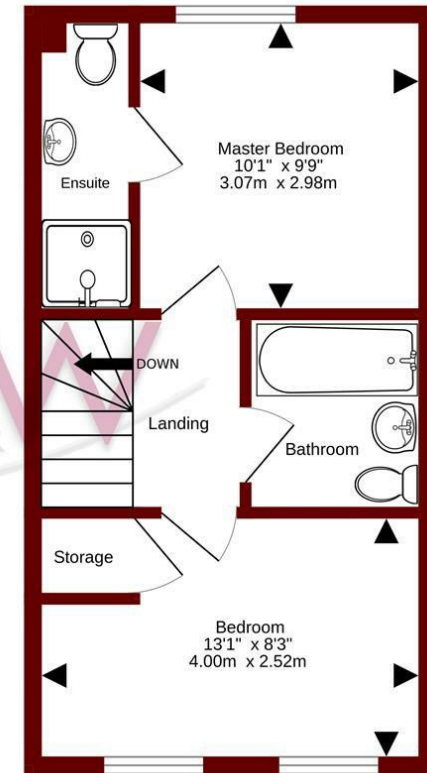 Master Bedroom
10'1" x 9'9"
3.07m x 2.98m
Ensuite
DOWN
Landing
Bathroom
Storage
Bedroom
13'1" x 8'3"
4.00m x 2.52m